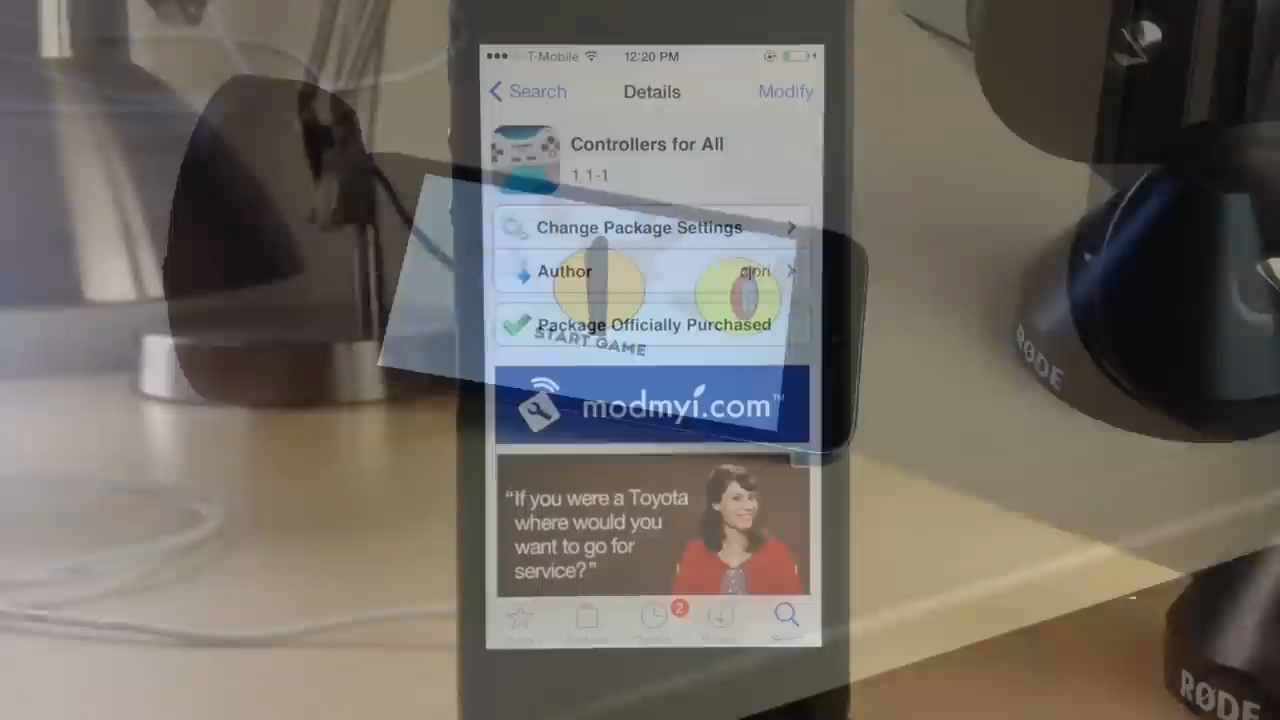 T-Mobile 12:20 PM
Search Details Modify
Controllers for All
1.1-1
Change Package Settings
Author
Package Officially Purchased
START GAME
modmyi.com™
“If you were a Toyota
where would you
want to go for
service?”
2
RØDE
RØDE